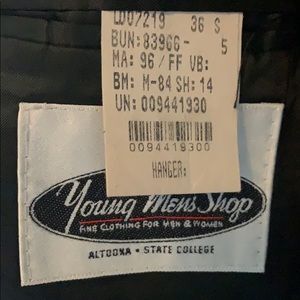 LD07219 36 S
BUN: 83966- 5
MA: 96 / FF VB:
BM: M-84 SH: 14
UN: 009441930
0094419300
HANGER:
Young Men's Shop
FINE CLOTHING FOR MEN & WOMEN
ALTOONA • STATE COLLEGE